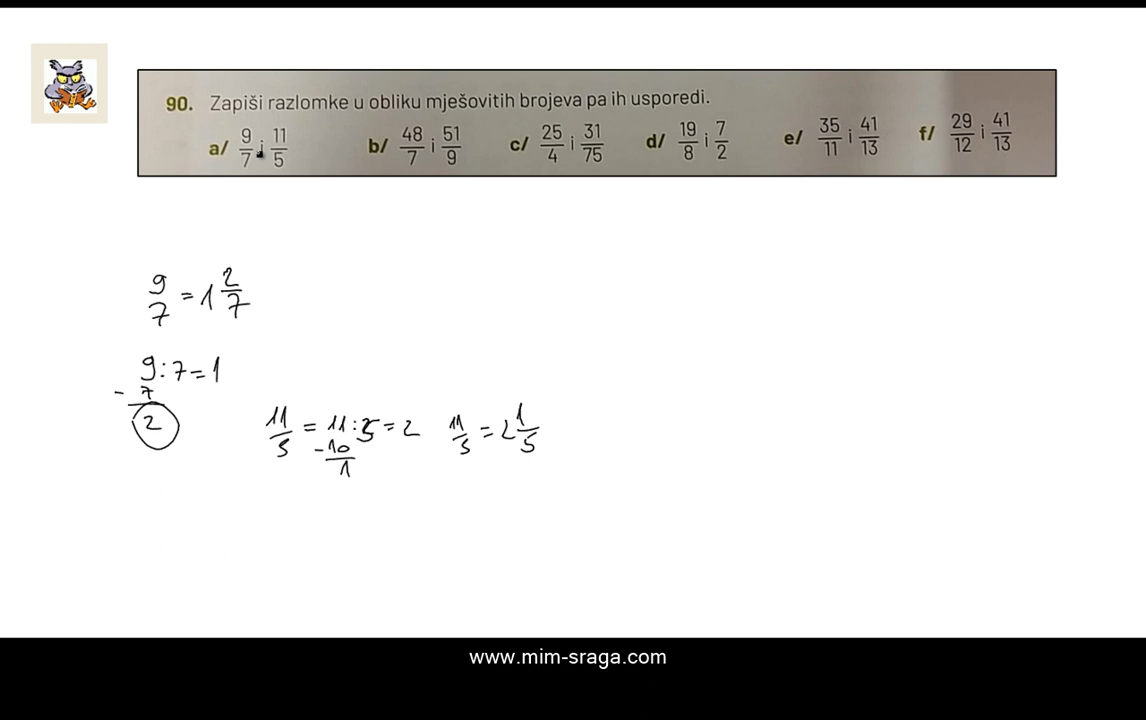 90. Zapiši razlomke u obliku mješovitih brojeva pa ih usporedi.
a/ 9/7 i 11/5 b/ 48/7 i 51/9 c/ 25/4 i 31/75 d/ 19/8 i 7/2 e/ 35/11 i 41/13 f/ 29/12 i 41/13
9/7 = 1 2/7
9:7=1
- 7
2
11/5 = 11:5=2 11/5 = 2 1/5
-10
1
www.mim-sraga.com